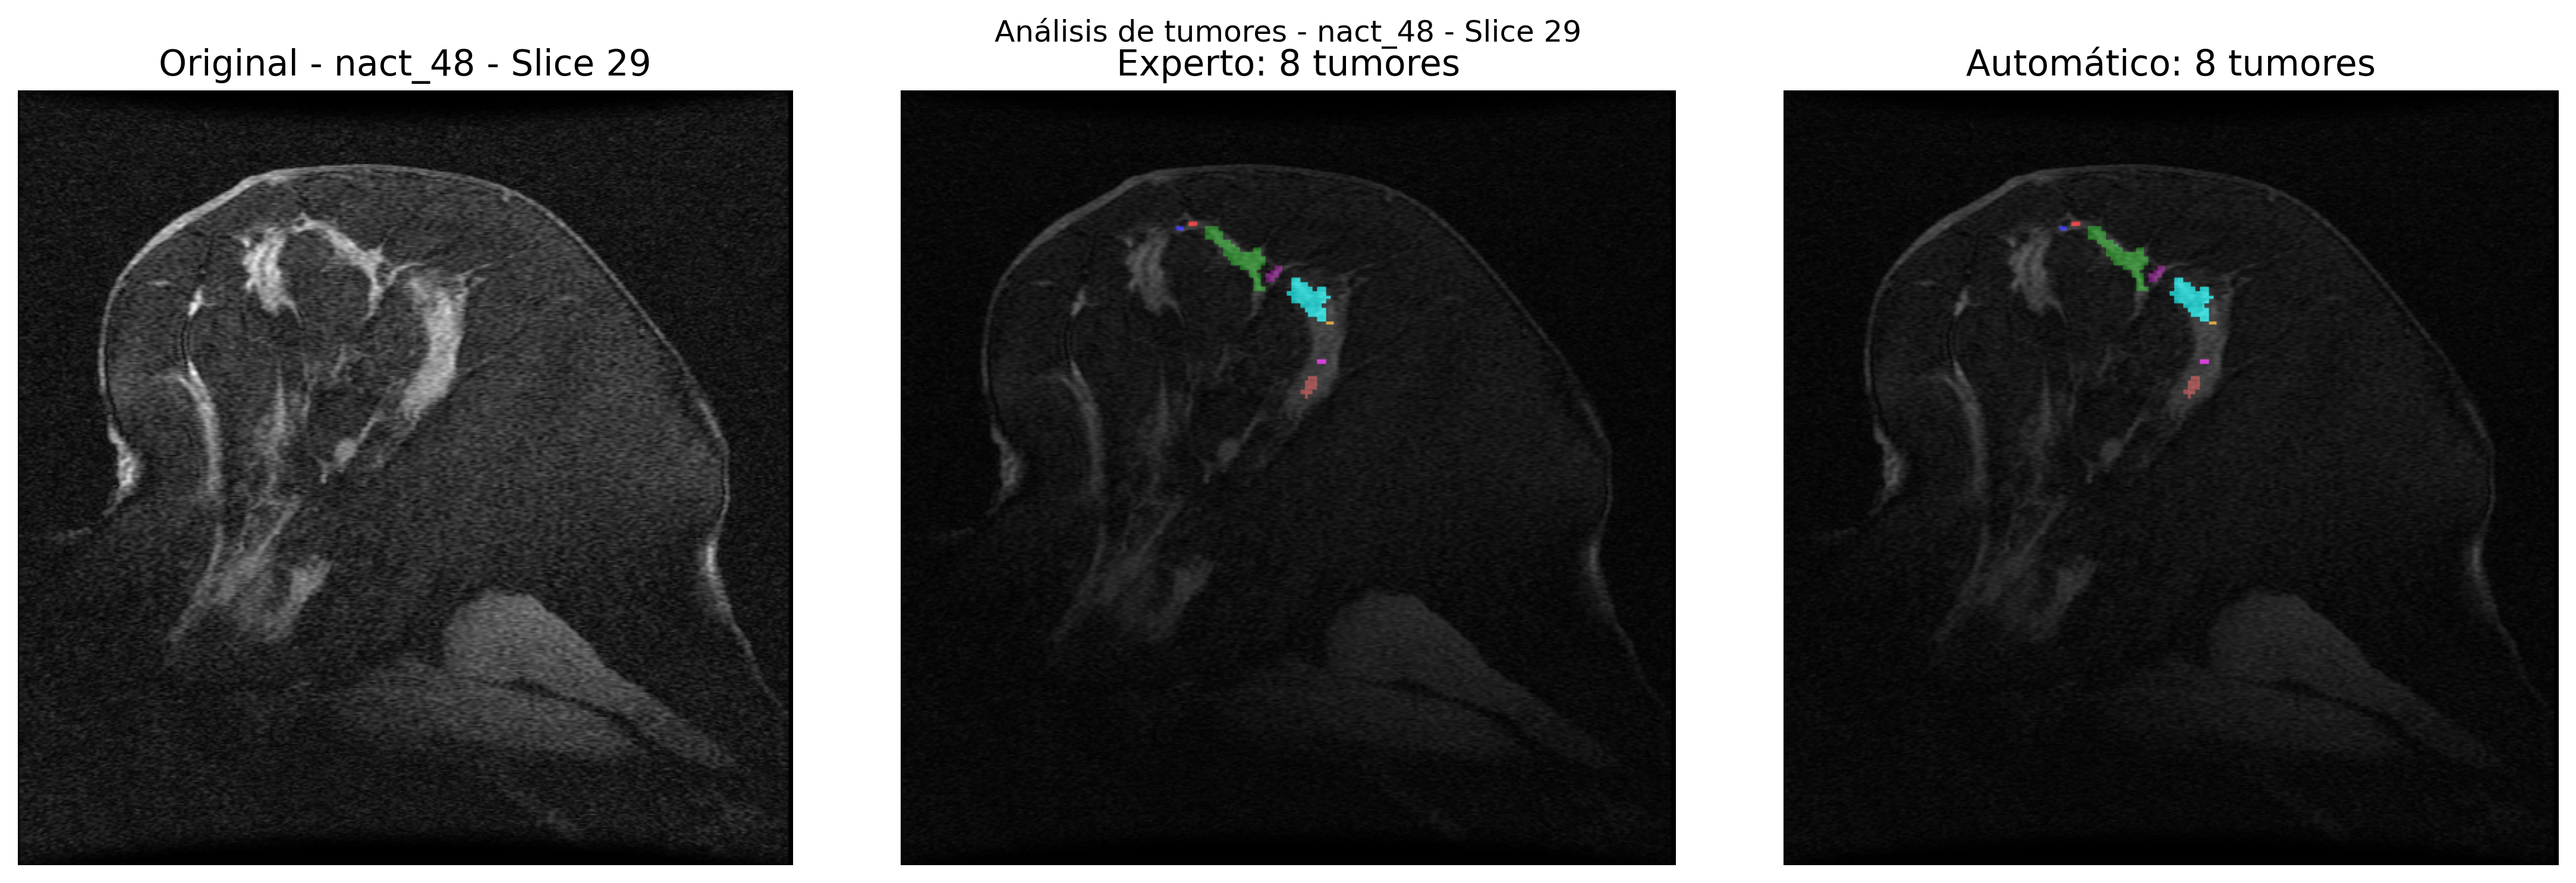 Análisis de tumores - nact_48 - Slice 29
Original - nact_48 - Slice 29
Experto: 8 tumores
Automático: 8 tumores